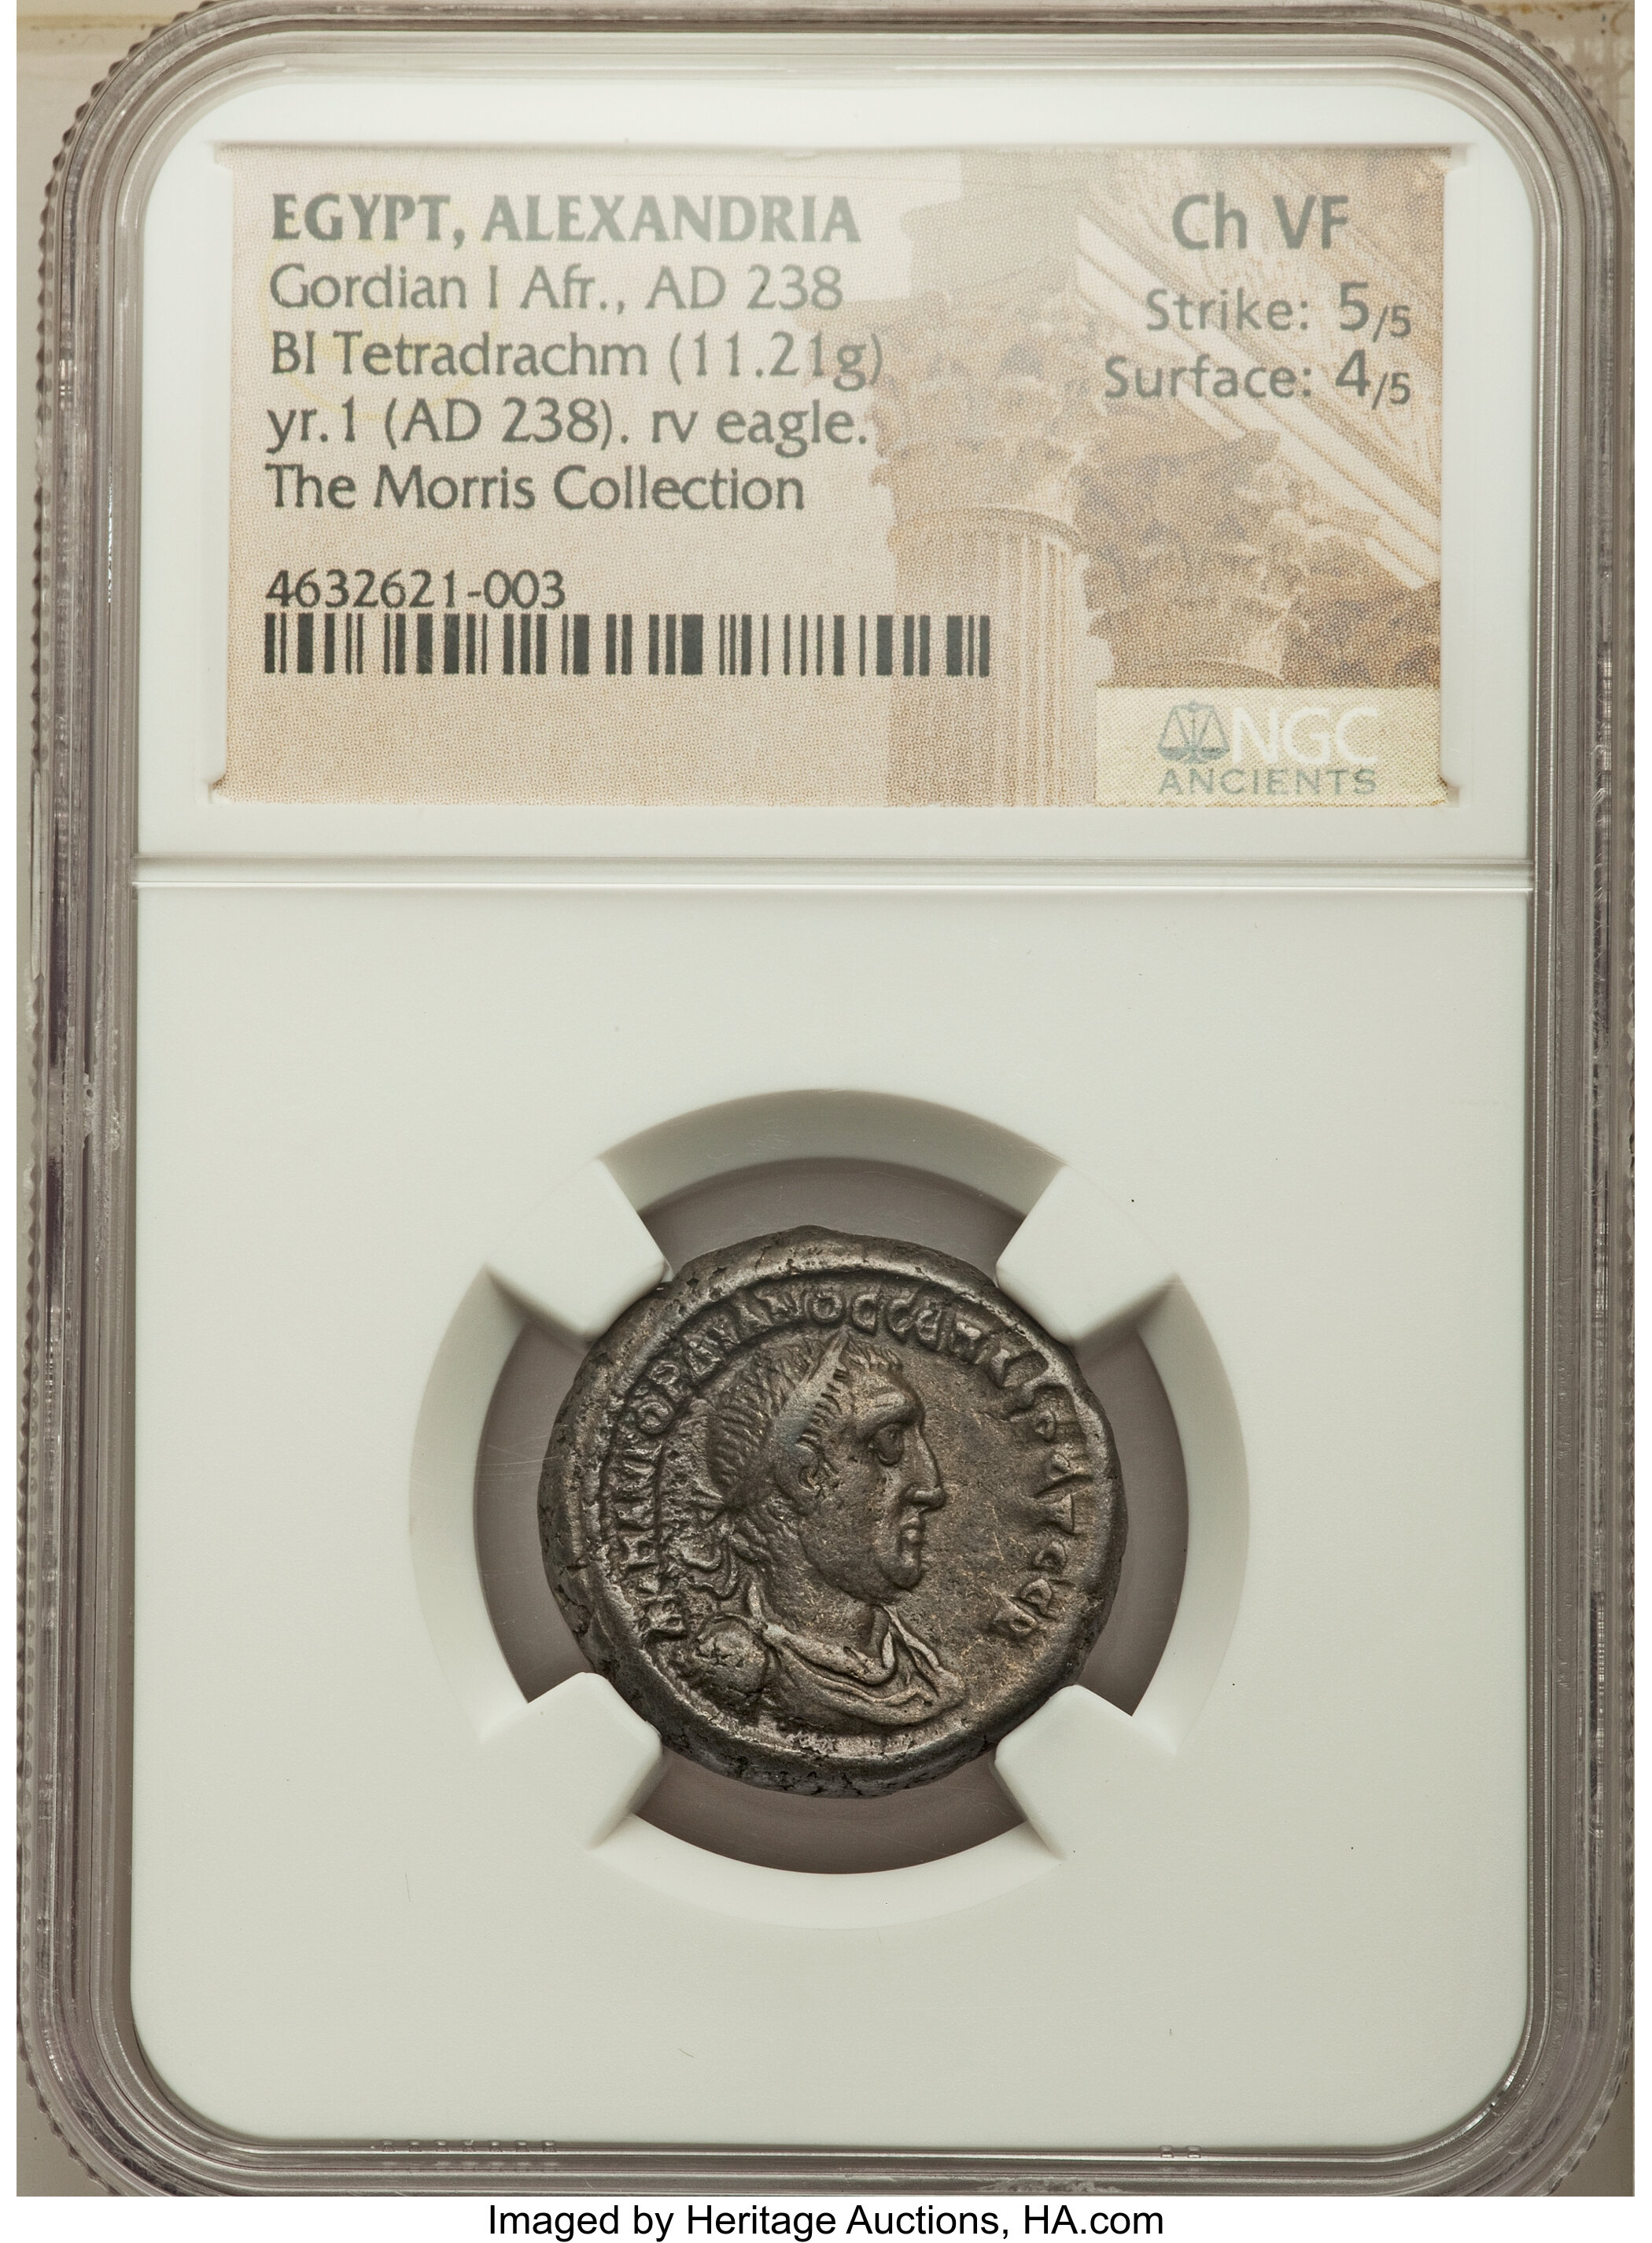 EGYPT, ALEXANDRIA
Gordian I Afr., AD 238
BI Tetradrachm (11.21g)
yr.1 (AD 238). rv eagle.
The Morris Collection
4632621-003
Ch VF
Strike: 5/5
Surface: 4/5
NGC
ANCIENTS
Imaged by Heritage Auctions, HA.com